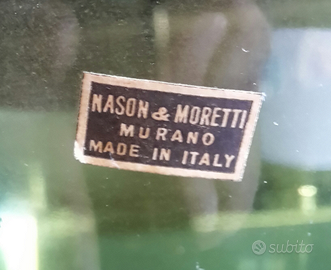 NASON & MORETTI
MURANO
MADE IN ITALY
subito